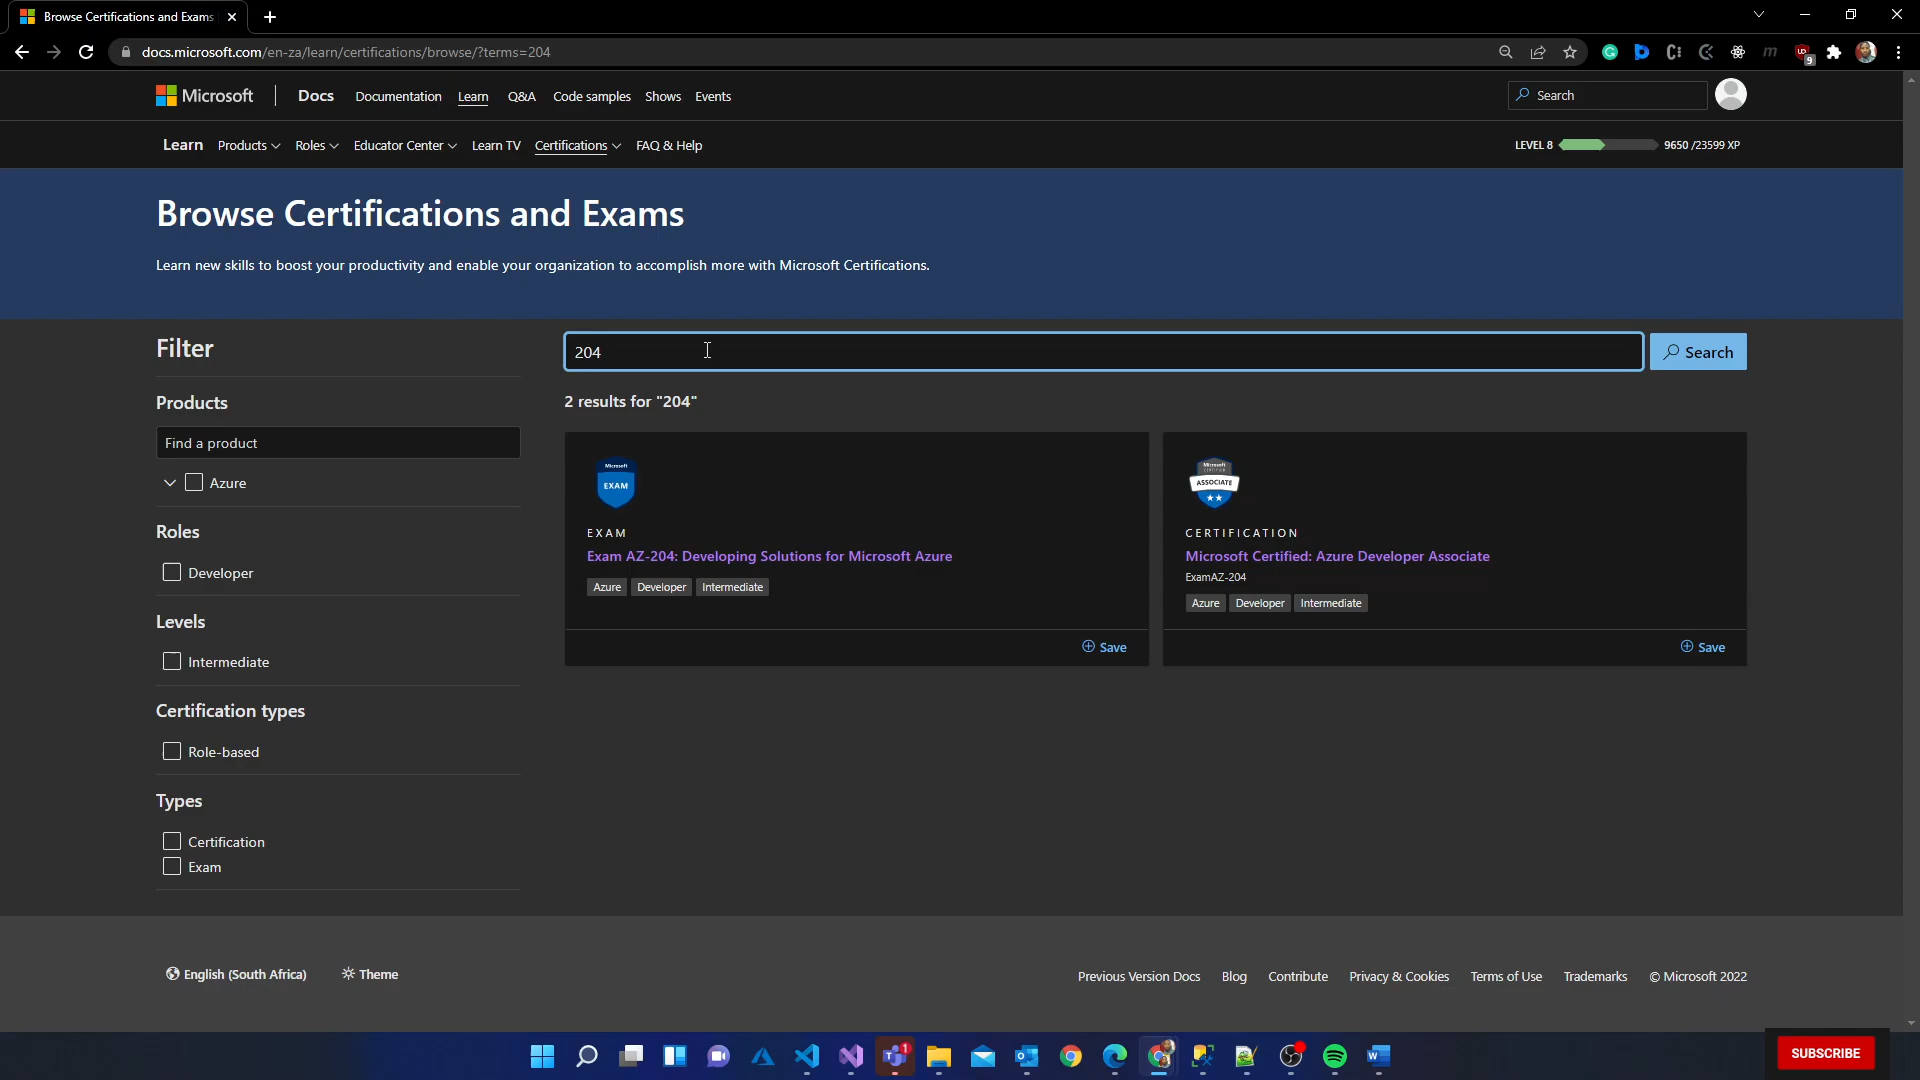 Browse Certifications and Exams
docs.microsoft.com/en-za/learn/certifications/browse/?terms=204
9
Microsoft Docs Documentation Learn Q&A Code samples Shows Events Search
Learn Products Roles Educator Center Learn TV Certifications FAQ & Help LEVEL 8 9650 /23599 XP
Browse Certifications and Exams
Learn new skills to boost your productivity and enable your organization to accomplish more with Microsoft Certifications.
Filter
204
Search
2 results for "204"
Products
Find a product
Azure
Roles
Developer
Levels
Intermediate
Certification types
Role-based
Types
Certification
Exam
Microsoft
EXAM
EXAM
Exam AZ-204: Developing Solutions for Microsoft Azure
Azure Developer Intermediate
Save
Microsoft
CERTIFIED
ASSOCIATE
CERTIFICATION
Microsoft Certified: Azure Developer Associate
ExamAZ-204
Azure Developer Intermediate
Save
English (South Africa) Theme
Previous Version Docs Blog Contribute Privacy & Cookies Terms of Use Trademarks © Microsoft 2022
1
SUBSCRIBE